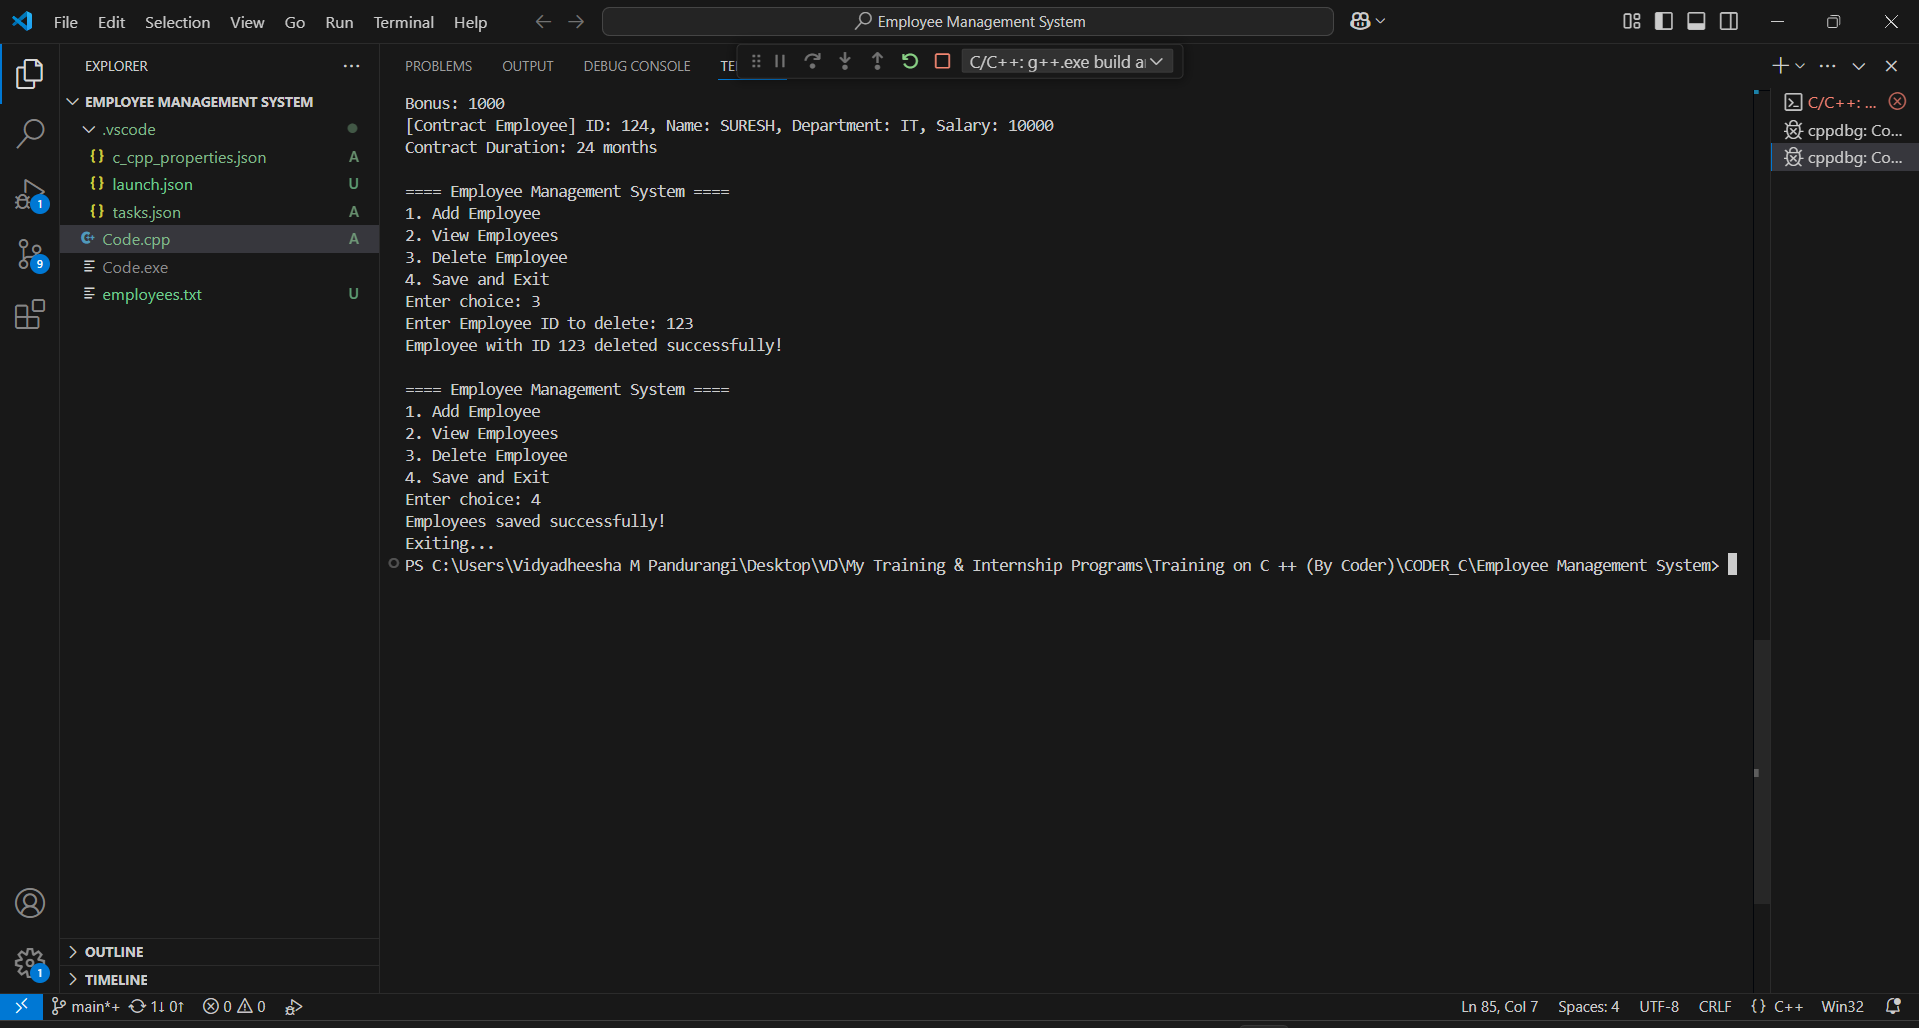 File Edit Selection View Go Run Terminal Help
Employee Management System
EXPLORER
EMPLOYEE MANAGEMENT SYSTEM
.vscode
{} c_cpp_properties.json A
{} launch.json U
{} tasks.json A
Code.cpp A
Code.exe
employees.txt U
OUTLINE
TIMELINE
1
9
1
PROBLEMS OUTPUT DEBUG CONSOLE TE
C/C++: g++.exe build a
Bonus: 1000
[Contract Employee] ID: 124, Name: SURESH, Department: IT, Salary: 10000
Contract Duration: 24 months
==== Employee Management System ====
1. Add Employee
2. View Employees
3. Delete Employee
4. Save and Exit
Enter choice: 3
Enter Employee ID to delete: 123
Employee with ID 123 deleted successfully!
==== Employee Management System ====
1. Add Employee
2. View Employees
3. Delete Employee
4. Save and Exit
Enter choice: 4
Employees saved successfully!
Exiting...
PS C:\Users\Vidyadheesha M Pandurangi\Desktop\VD\My Training & Internship Programs\Training on C ++ (By Coder)\CODER_C\Employee Management System>
C/C++: ...
cppdbg: Co...
cppdbg: Co...
main*+ 1↓ 0↑ 0 0
Ln 85, Col 7 Spaces: 4 UTF-8 CRLF {} C++ Win32